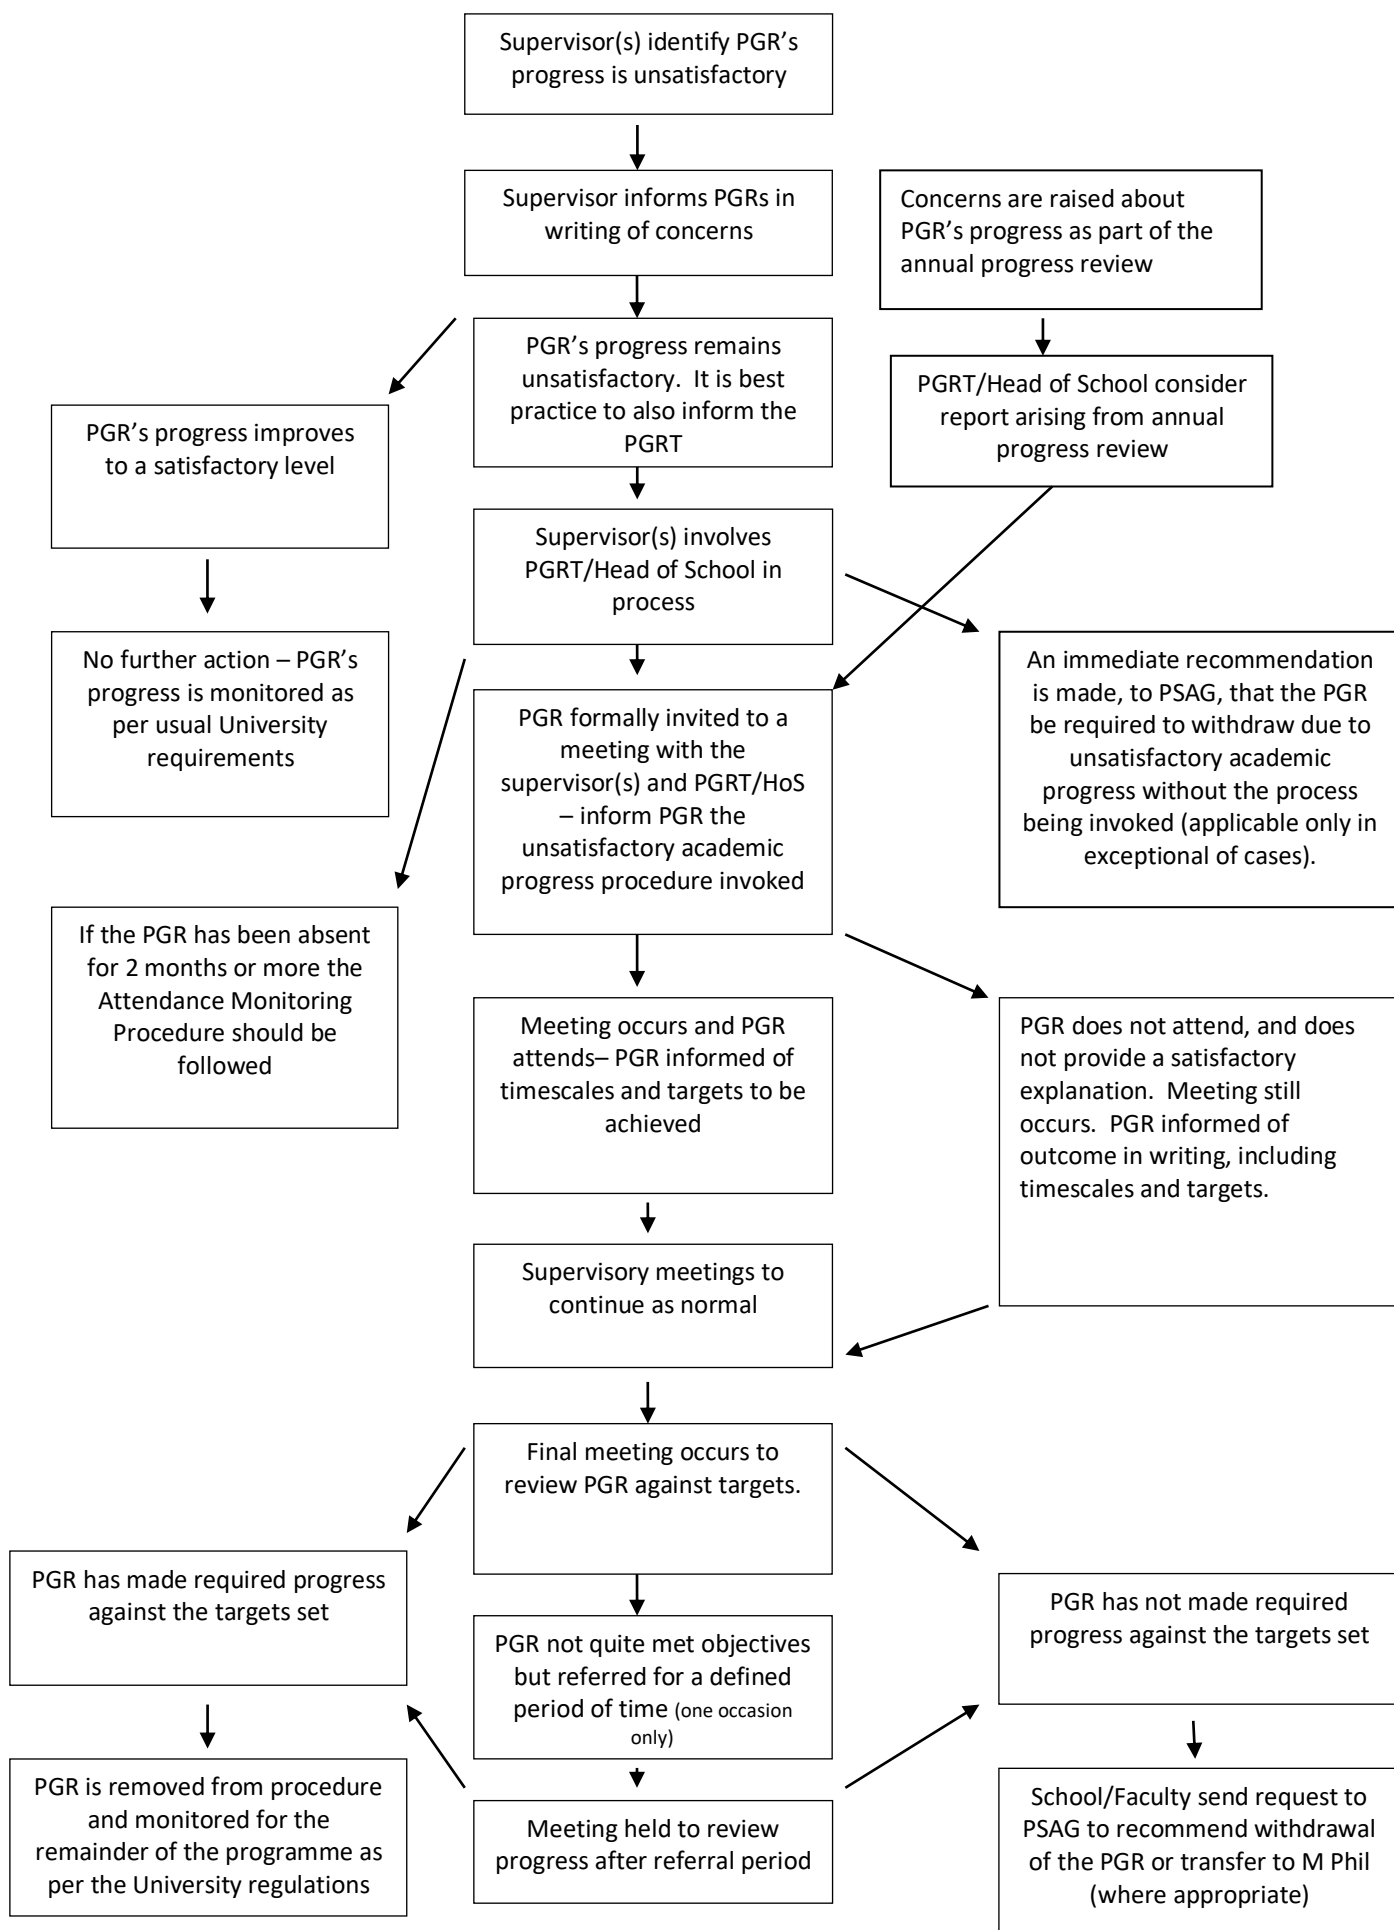 Supervisor(s) identify PGR’s
progress is unsatisfactory
Supervisor informs PGRs in
writing of concerns
Concerns are raised about
PGR’s progress as part of the
annual progress review
PGR’s progress remains
unsatisfactory.  It is best
practice to also inform the
PGRT
PGRT/Head of School consider
report arising from annual
progress review
PGR’s progress improves
to a satisfactory level
Supervisor(s) involves
PGRT/Head of School in
process
No further action – PGR’s
progress is monitored as
per usual University
requirements
An immediate recommendation
is made, to PSAG, that the PGR
be required to withdraw due to
unsatisfactory academic
progress without the process
being invoked (applicable only in
exceptional of cases).
PGR formally invited to a
meeting with the
supervisor(s) and PGRT/HoS
– inform PGR the
unsatisfactory academic
progress procedure invoked
If the PGR has been absent
for 2 months or more the
Attendance Monitoring
Procedure should be
followed
Meeting occurs and PGR
attends– PGR informed of
timescales and targets to be
achieved
PGR does not attend, and does
not provide a satisfactory
explanation.  Meeting still
occurs.  PGR informed of
outcome in writing, including
timescales and targets.
Supervisory meetings to
continue as normal
Final meeting occurs to
review PGR against targets.
PGR has made required progress
against the targets set
PGR not quite met objectives
but referred for a defined
period of time (one occasion
only)
PGR has not made required
progress against the targets set
PGR is removed from procedure
and monitored for the
remainder of the programme as
per the University regulations
Meeting held to review
progress after referral period
School/Faculty send request to
PSAG to recommend withdrawal
of the PGR or transfer to M Phil
(where appropriate)